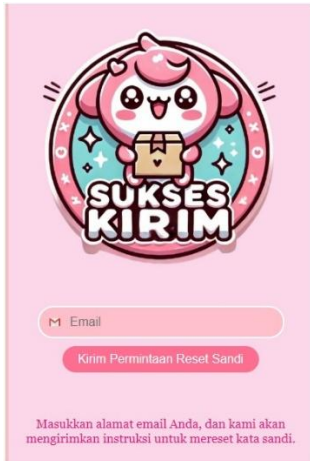 SUKSES
KIRIM
Email
Kirim Permintaan Reset Sandi
Masukkan alamat email Anda, dan kami akan
mengirimkan instruksi untuk mereset kata sandi.